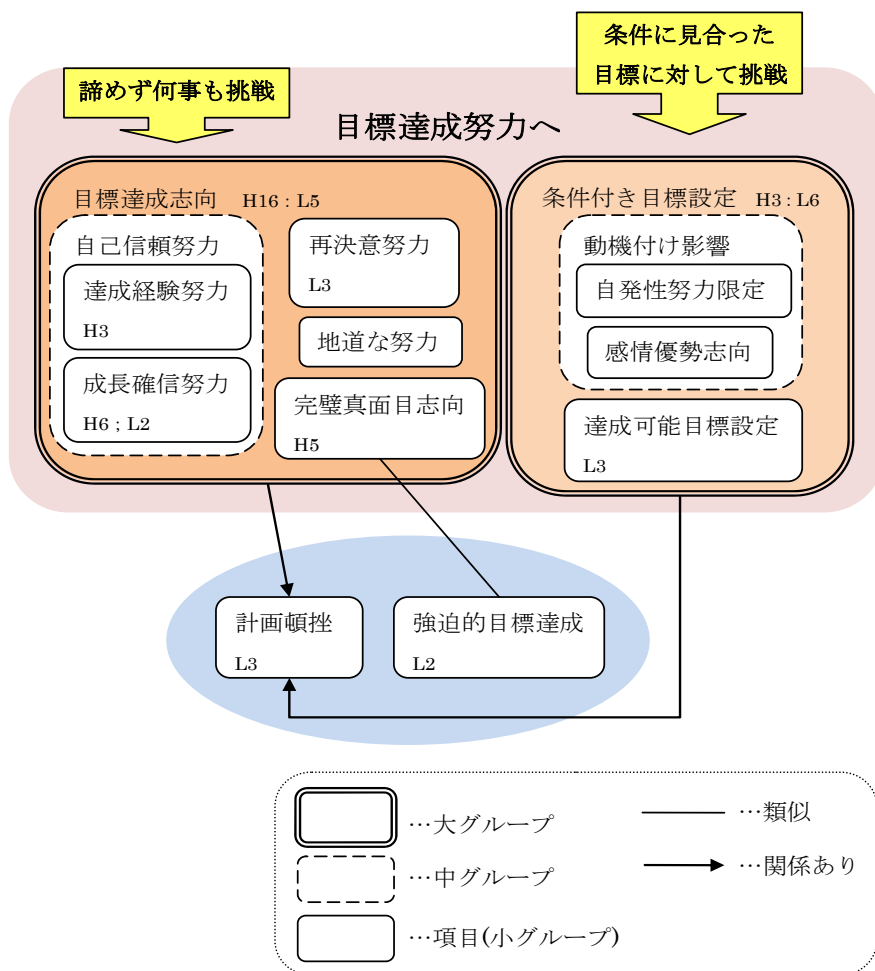 条件に見合った
目標に対して挑戦
諦めず何事も挑戦
目標達成努力へ
目標達成志向 H16 : L5
自己信頼努力
達成経験努力
H3
成長確信努力
H6 ; L2
再決意努力
L3
地道な努力
完璧真面目志向
H5
条件付き目標設定 H3 : L6
動機付け影響
自発性努力限定
感情優勢志向
達成可能目標設定
L3
計画頓挫
L3
強迫的目標達成
L2
…大グループ
…中グループ
…項目(小グループ)
…類似
…関係あり